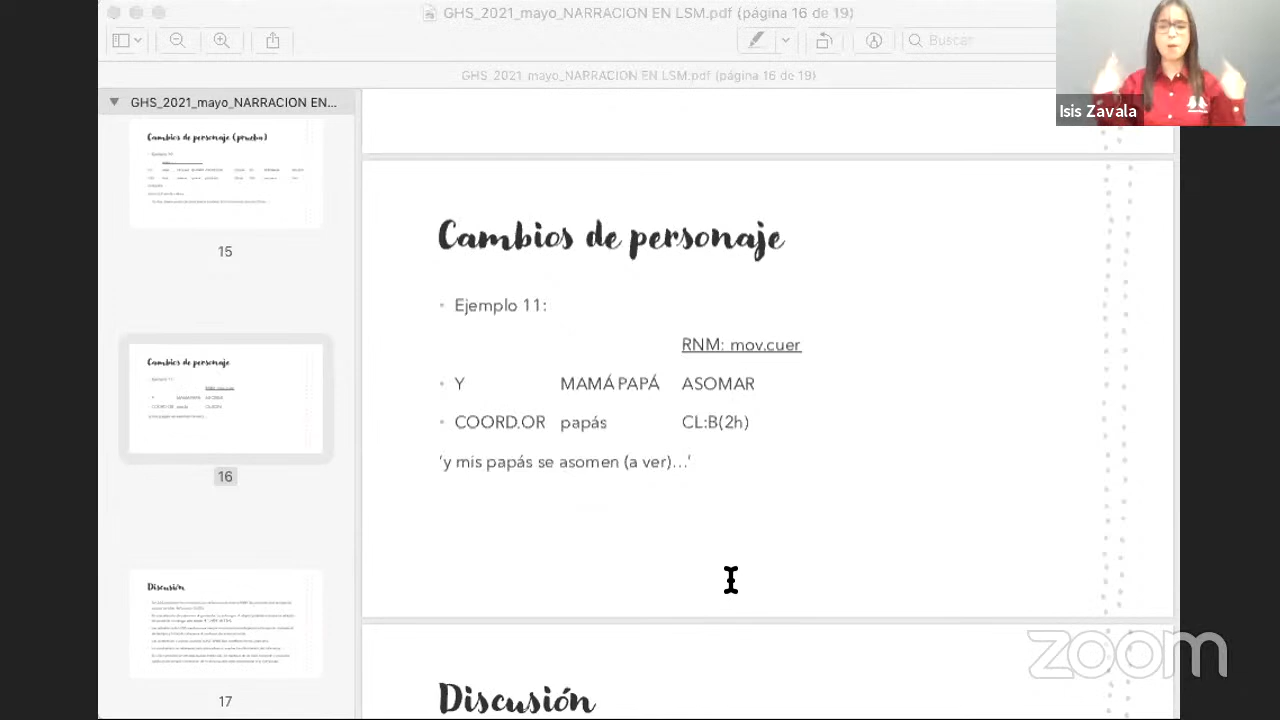 GHS_2021_mayo_NARRACION EN LSM.pdf (página 16 de 19)
Buscar
GHS_2021_mayo_NARRACION EN LSM.pdf (página 16 de 19)
GHS_2021_mayo_NARRACION EN...
Cambios de personaje (prueba)
15
Cambios de personaje
16
Discusión
17
Cambios de personaje
• Ejemplo 11:
RNM: mov.cuer
• Y MAMÁ PAPÁ ASOMAR
• COORD.OR papás CL:B(2h)
‘y mis papás se asomen (a ver)...’
Discusión
Isis Zavala
zoom